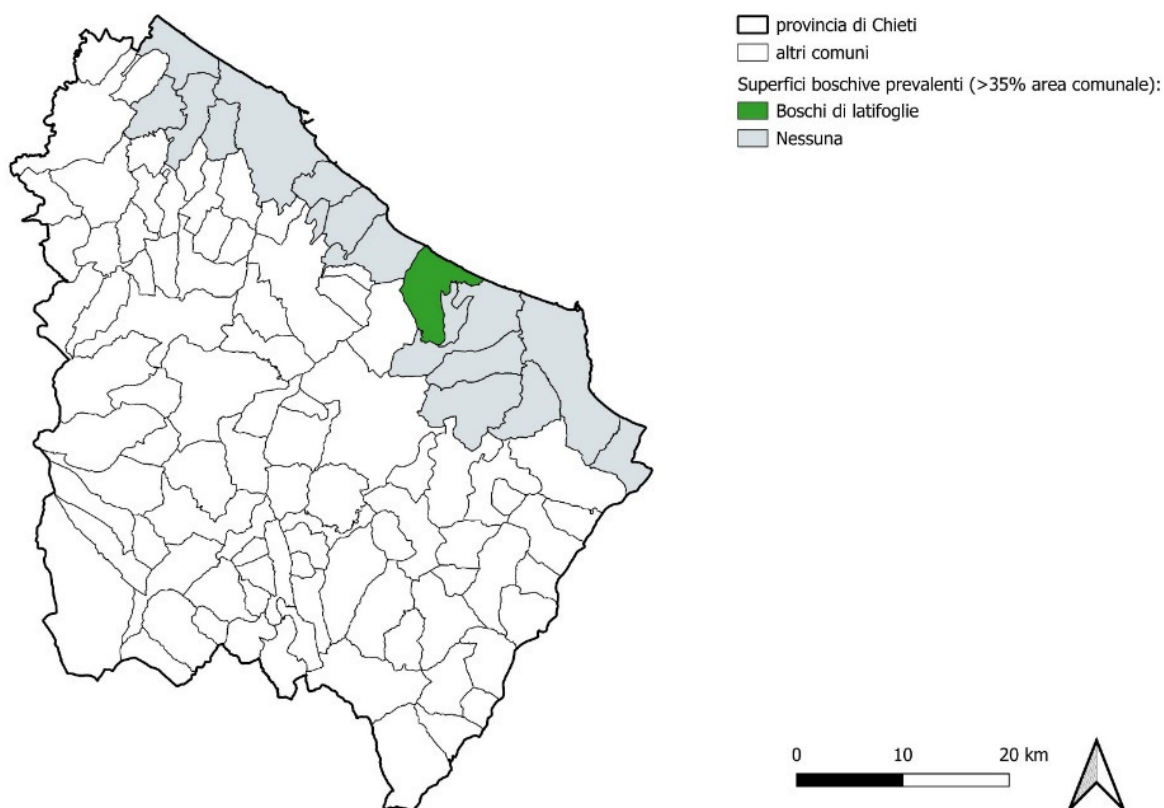 provincia di Chieti
altri comuni
Superfici boschive prevalenti (>35% area comunale):
Boschi di latifoglie
Nessuna
0 10 20 km